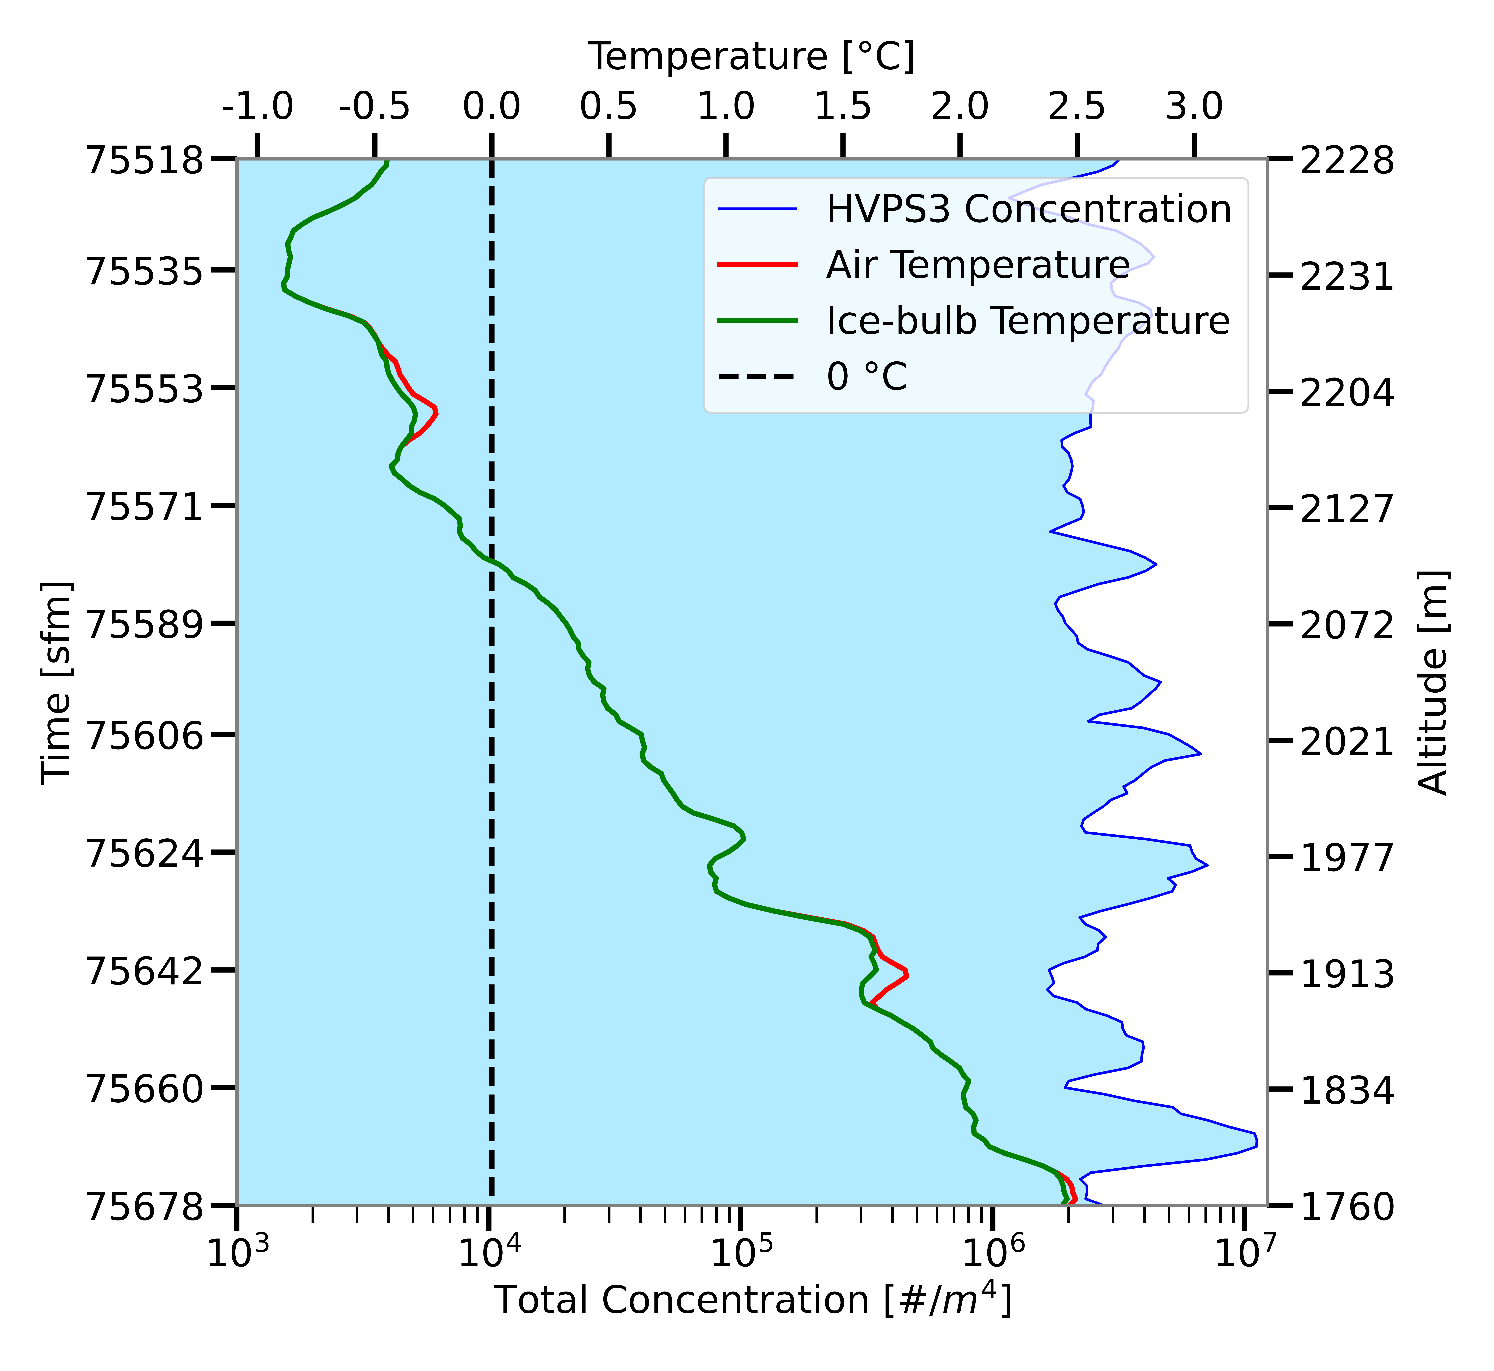 Temperature [°C]
-1.0 -0.5 0.0 0.5 1.0 1.5 2.0 2.5 3.0
HVPS3 Concentration
Air Temperature
Ice-bulb Temperature
0 °C
Time [sfm]
75518
75535
75553
75571
75589
75606
75624
75642
75660
75678
2228
2231
2204
2127
2072
2021
1977
1913
1834
1760
Altitude [m]
10³ 10⁴ 10⁵ 10⁶ 10⁷
Total Concentration [#/m⁴]